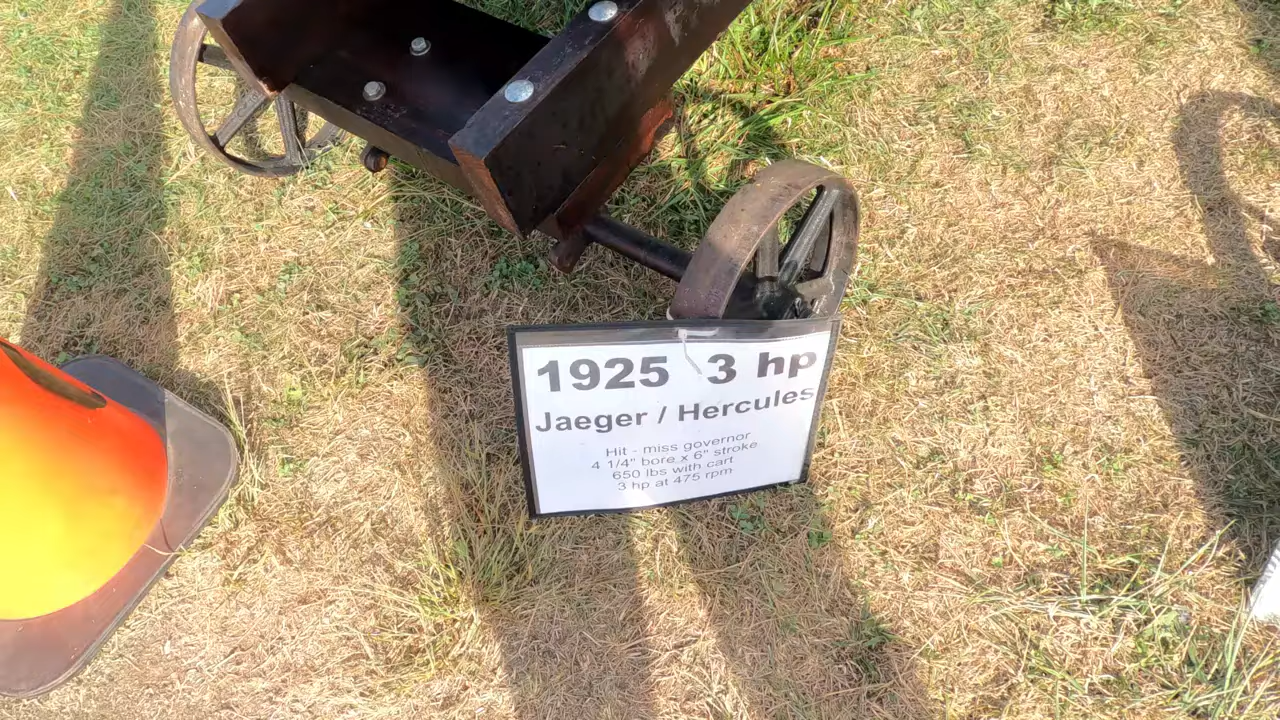 1925 3 hp
Jaeger / Hercules
Hit - miss governor
4 1/4" bore x 6" stroke
650 lbs with cart
3 hp at 475 rpm